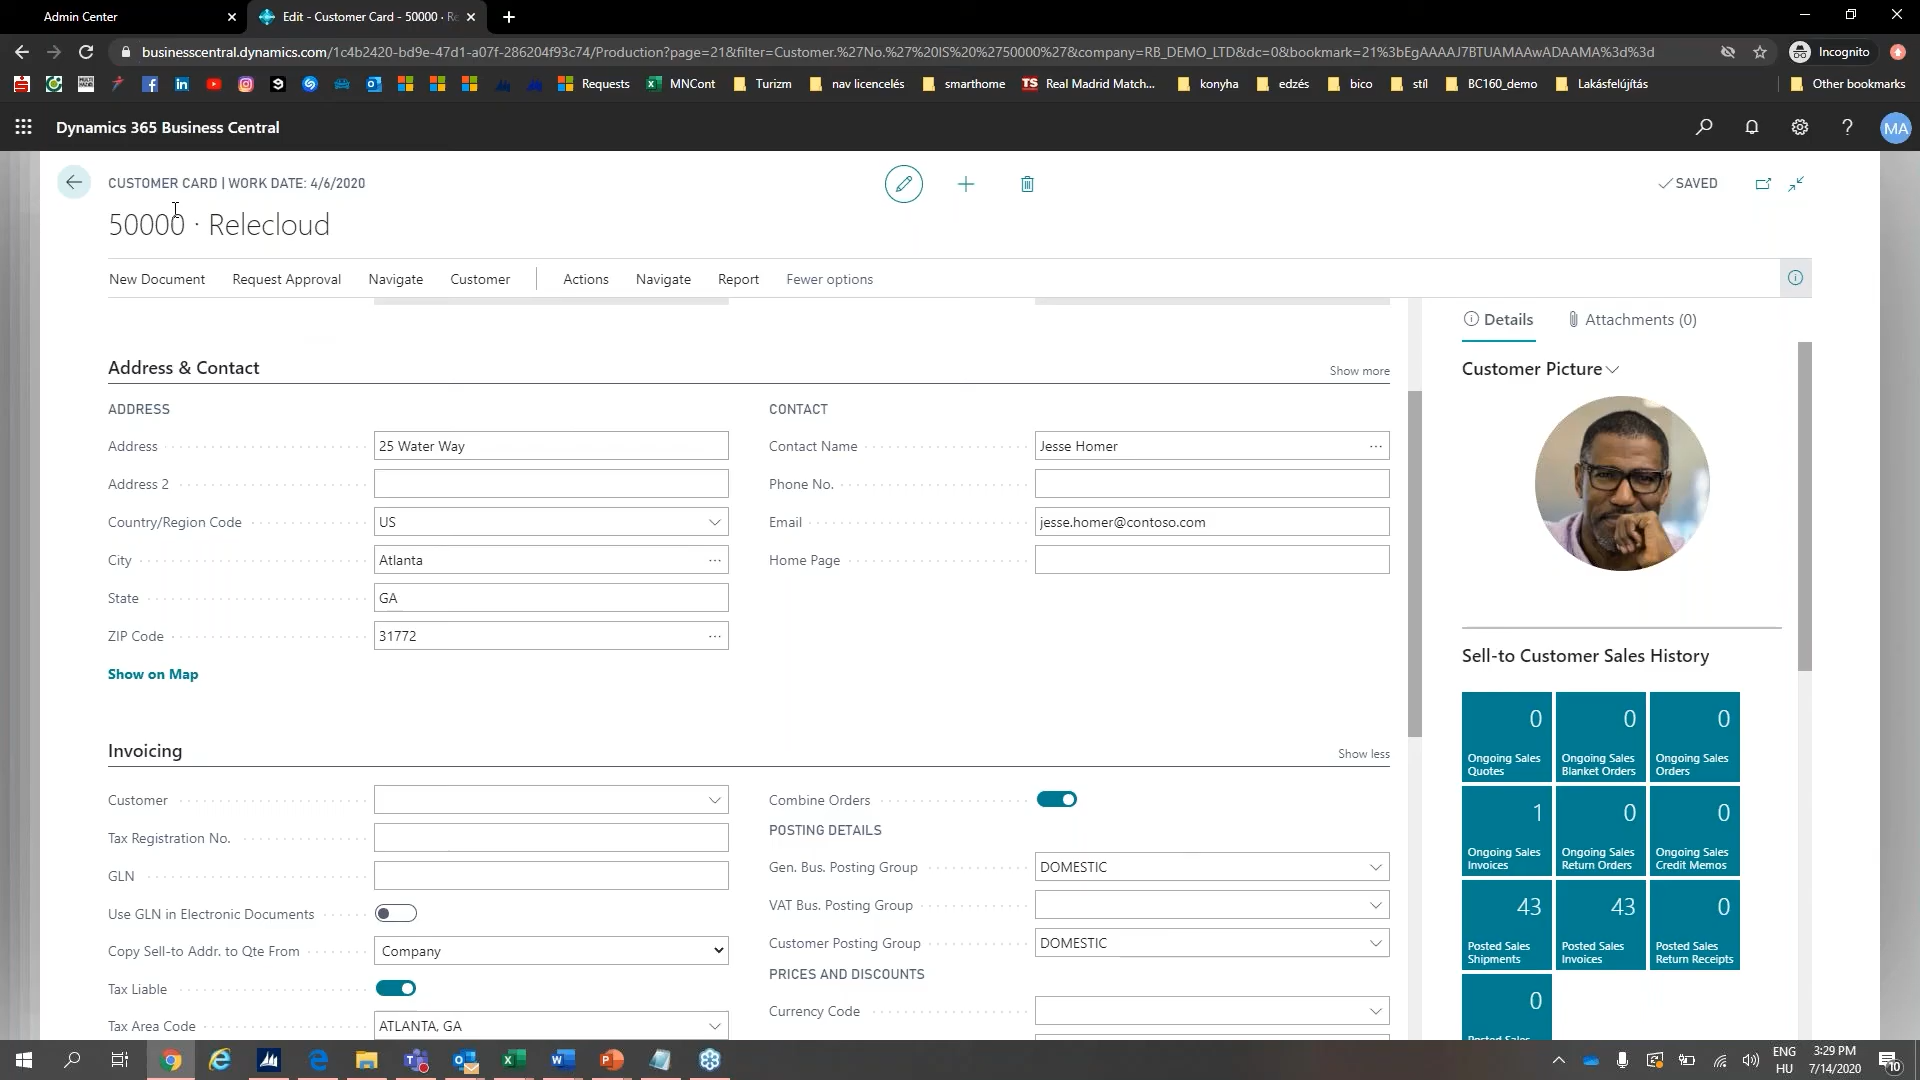 Admin Center
Edit - Customer Card - 50000 · Re
businesscentral.dynamics.com/1c4b2420-bd9e-47d1-a07f-286204f93c74/Production?page=21&filter=Customer.%27No.%27%20IS%20%2750000%27&company=RB_DEMO_LTD&dc=0&bookmark=21%3bEgAAAAJ7BTUAMAAwADAAMA%3d%3d
Incognito
Requests
MNCont
Turizm
nav licencelés
smarthome
TS Real Madrid Match...
konyha
edzés
bico
stíl
BC160_demo
Lakásfelújítás
Other bookmarks
Dynamics 365 Business Central
MA
CUSTOMER CARD | WORK DATE: 4/6/2020
SAVED
50000 · Relecloud
New Document
Request Approval
Navigate
Customer
Actions
Navigate
Report
Fewer options
Details
Attachments (0)
Address & Contact
Show more
ADDRESS
Address
25 Water Way
Address 2
Country/Region Code
US
City
Atlanta
State
GA
ZIP Code
31772
Show on Map
CONTACT
Contact Name
Jesse Homer
Phone No.
Email
jesse.homer@contoso.com
Home Page
Invoicing
Show less
Customer
Tax Registration No.
GLN
Use GLN in Electronic Documents
Copy Sell-to Addr. to Qte From
Company
Tax Liable
Tax Area Code
ATLANTA, GA
Combine Orders
POSTING DETAILS
Gen. Bus. Posting Group
DOMESTIC
VAT Bus. Posting Group
Customer Posting Group
DOMESTIC
PRICES AND DISCOUNTS
Currency Code
Customer Picture
Sell-to Customer Sales History
0
Ongoing Sales
Quotes
0
Ongoing Sales
Blanket Orders
0
Ongoing Sales
Orders
1
Ongoing Sales
Invoices
0
Ongoing Sales
Return Orders
0
Ongoing Sales
Credit Memos
43
Posted Sales
Shipments
43
Posted Sales
Invoices
0
Posted Sales
Return Receipts
0
Posted Sales
ENG
HU
3:29 PM
7/14/2020
10